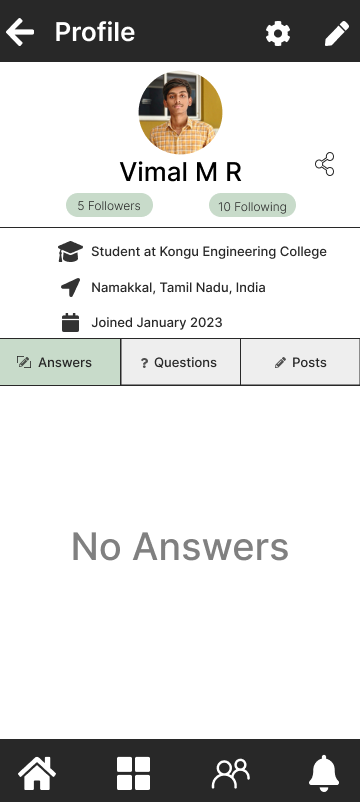 Profile
Vimal M R
5 Followers
10 Following
Student at Kongu Engineering College
Namakkal, Tamil Nadu, India
Joined January 2023
Answers
? Questions
Posts
No Answers